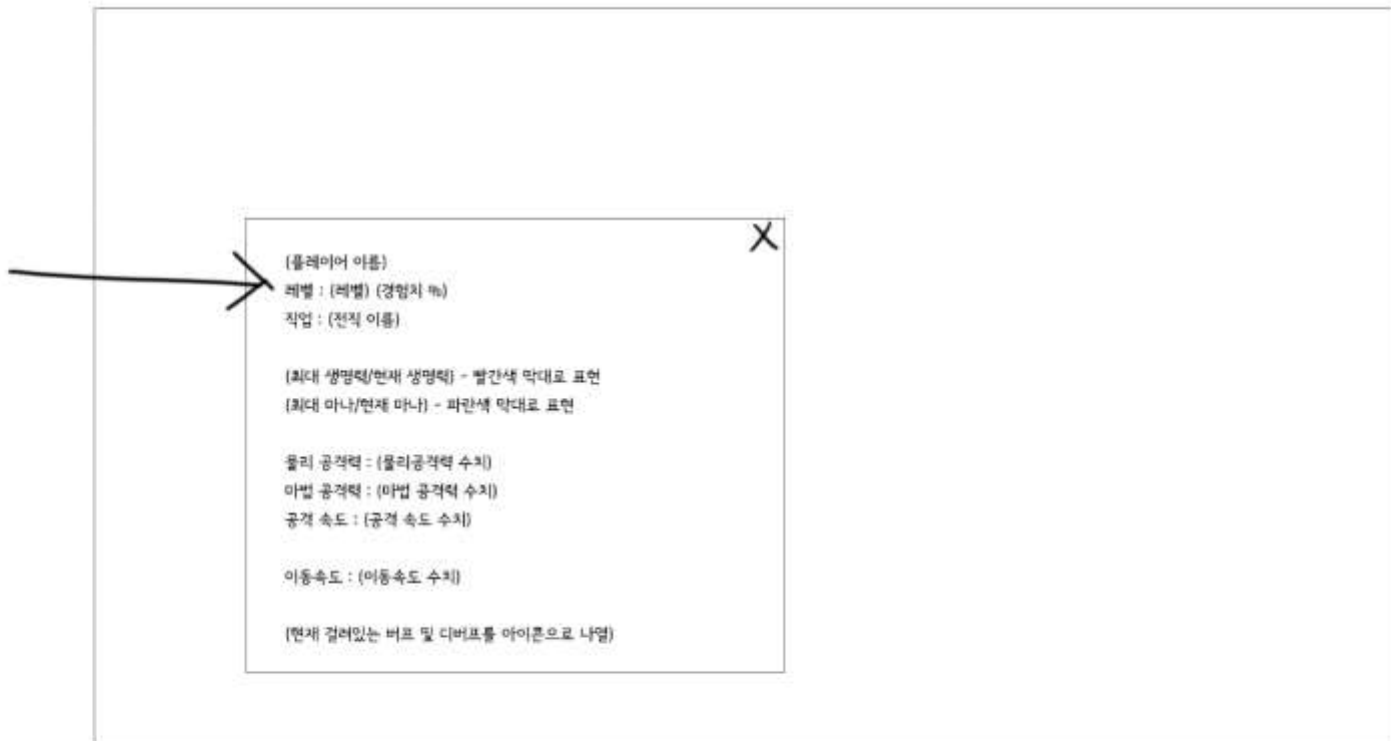 X
(플레이어 이름)
레벨 : (레벨) (경험치 %)
직업 : (전직 이름)
(최대 생명력/현재 생명력) - 빨간색 막대로 표현
(최대 마나/현재 마나) - 파란색 막대로 표현
물리 공격력 : (물리공격력 수치)
마법 공격력 : (마법 공격력 수치)
공격 속도 : (공격 속도 수치)
이동속도 : (이동속도 수치)
(현재 걸려있는 버프 및 디버프를 아이콘으로 나열)